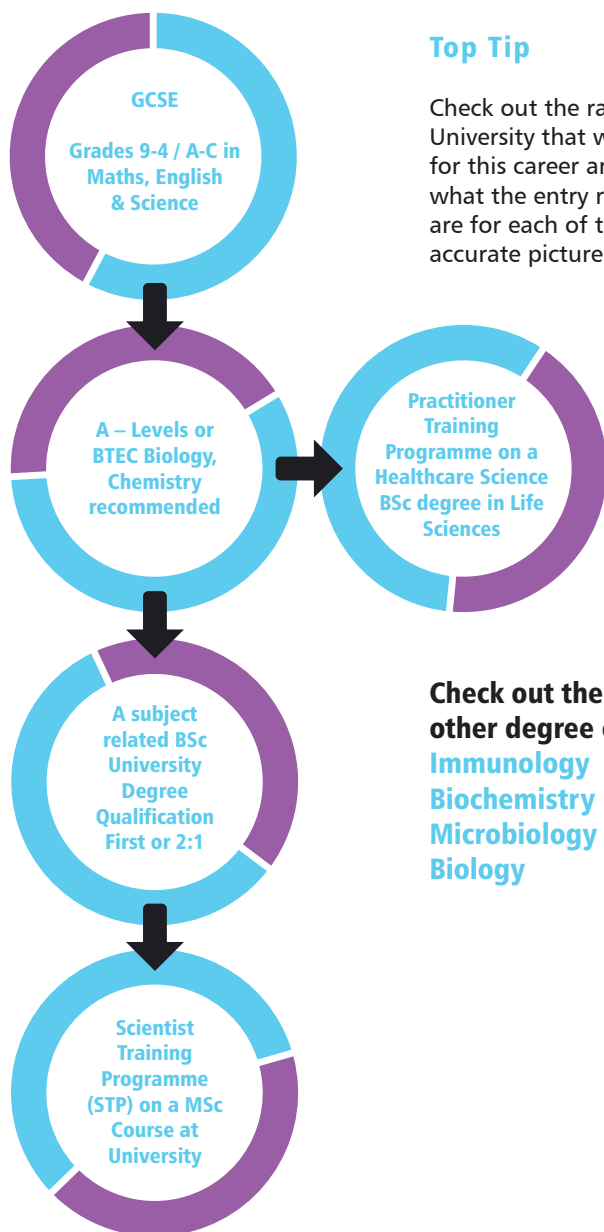 GCSE
Grades 9-4 / A-C in
Maths, English
& Science
Top Tip
Check out the
University that
for this career
what the entry
are for each of
accurate picture
A – Levels or
BTEC Biology,
Chemistry
recommended
Practitioner
Training
Programme on a
Healthcare Science
BSc degree in Life
Sciences
A subject
related BSc
University
Degree
Qualification
First or 2:1
Check out the
other degree
Immunology
Biochemistry
Microbiology
Biology
Scientist
Training
Programme
(STP) on a MSc
Course at
University